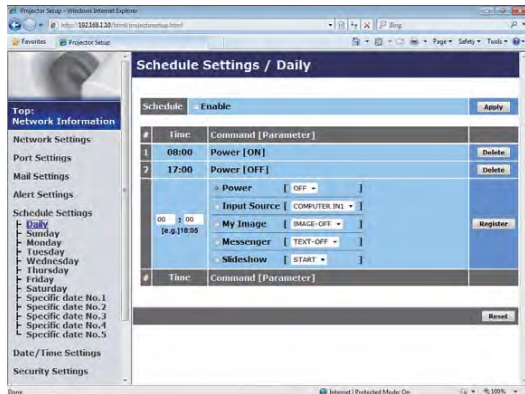 Projector Setup - Windows Internet Explorer
http://192.168.1.10/html/projectorsetup.html
Bing
Favorites
Projector Setup
Page
Safety
Tools
Schedule Settings / Daily
Top:
Network Information
Network Settings
Port Settings
Mail Settings
Alert Settings
Schedule Settings
Daily
Sunday
Monday
Tuesday
Wednesday
Thursday
Friday
Saturday
Specific date No.1
Specific date No.2
Specific date No.3
Specific date No.4
Specific date No.5
Date/Time Settings
Security Settings
Schedule Enable Apply
# Time Command [Parameter]
1 08:00 Power [ON] Delete
2 17:00 Power [OFF] Delete
00 : 00
[e.g.]18:05
Power [ OFF ]
Input Source [ COMPUTER IN1 ]
My Image [ IMAGE-OFF ]
Messenger [ TEXT-OFF ]
Slideshow [ START ]
Register
# Time Command [Parameter]
Reset
Done
Internet | Protected Mode: On
100%